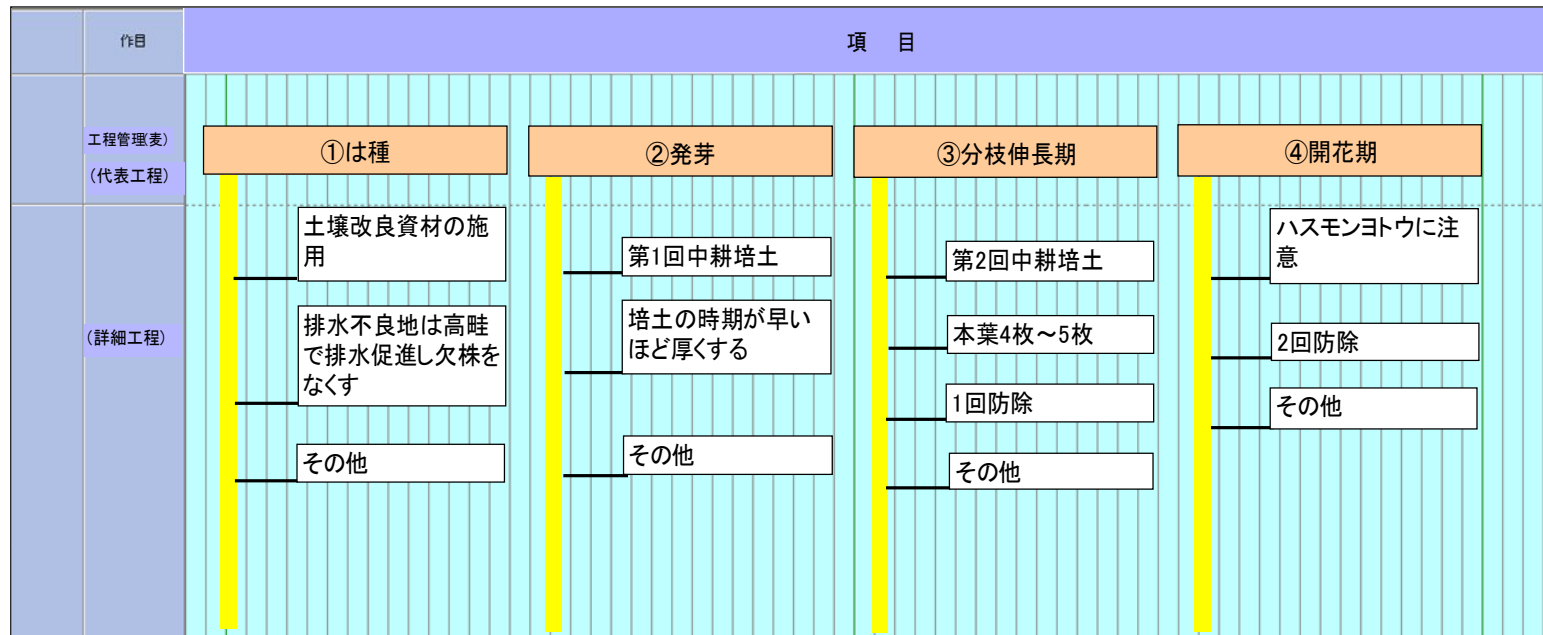 作目
項 目
工程管理(麦)
(代表工程)
①は種
②発芽
③分枝伸長期
④開花期
(詳細工程)
土壌改良資材の施
用
排水不良地は高畦
で排水促進し欠株を
なくす
その他
第1回中耕培土
培土の時期が早い
ほど厚くする
その他
第2回中耕培土
本葉4枚～5枚
1回防除
その他
ハスモンヨトウに注
意
2回防除
その他